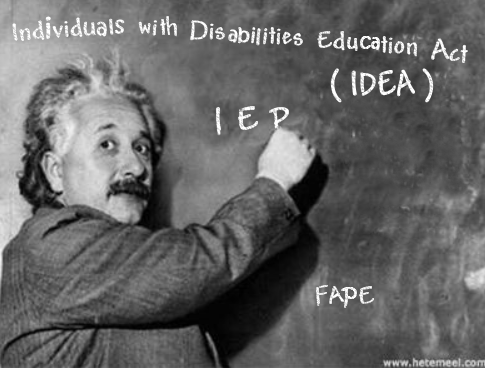 Individuals with Disabilities Education Act
(IDEA)
I E P
FAPE
www.hetemeel.com